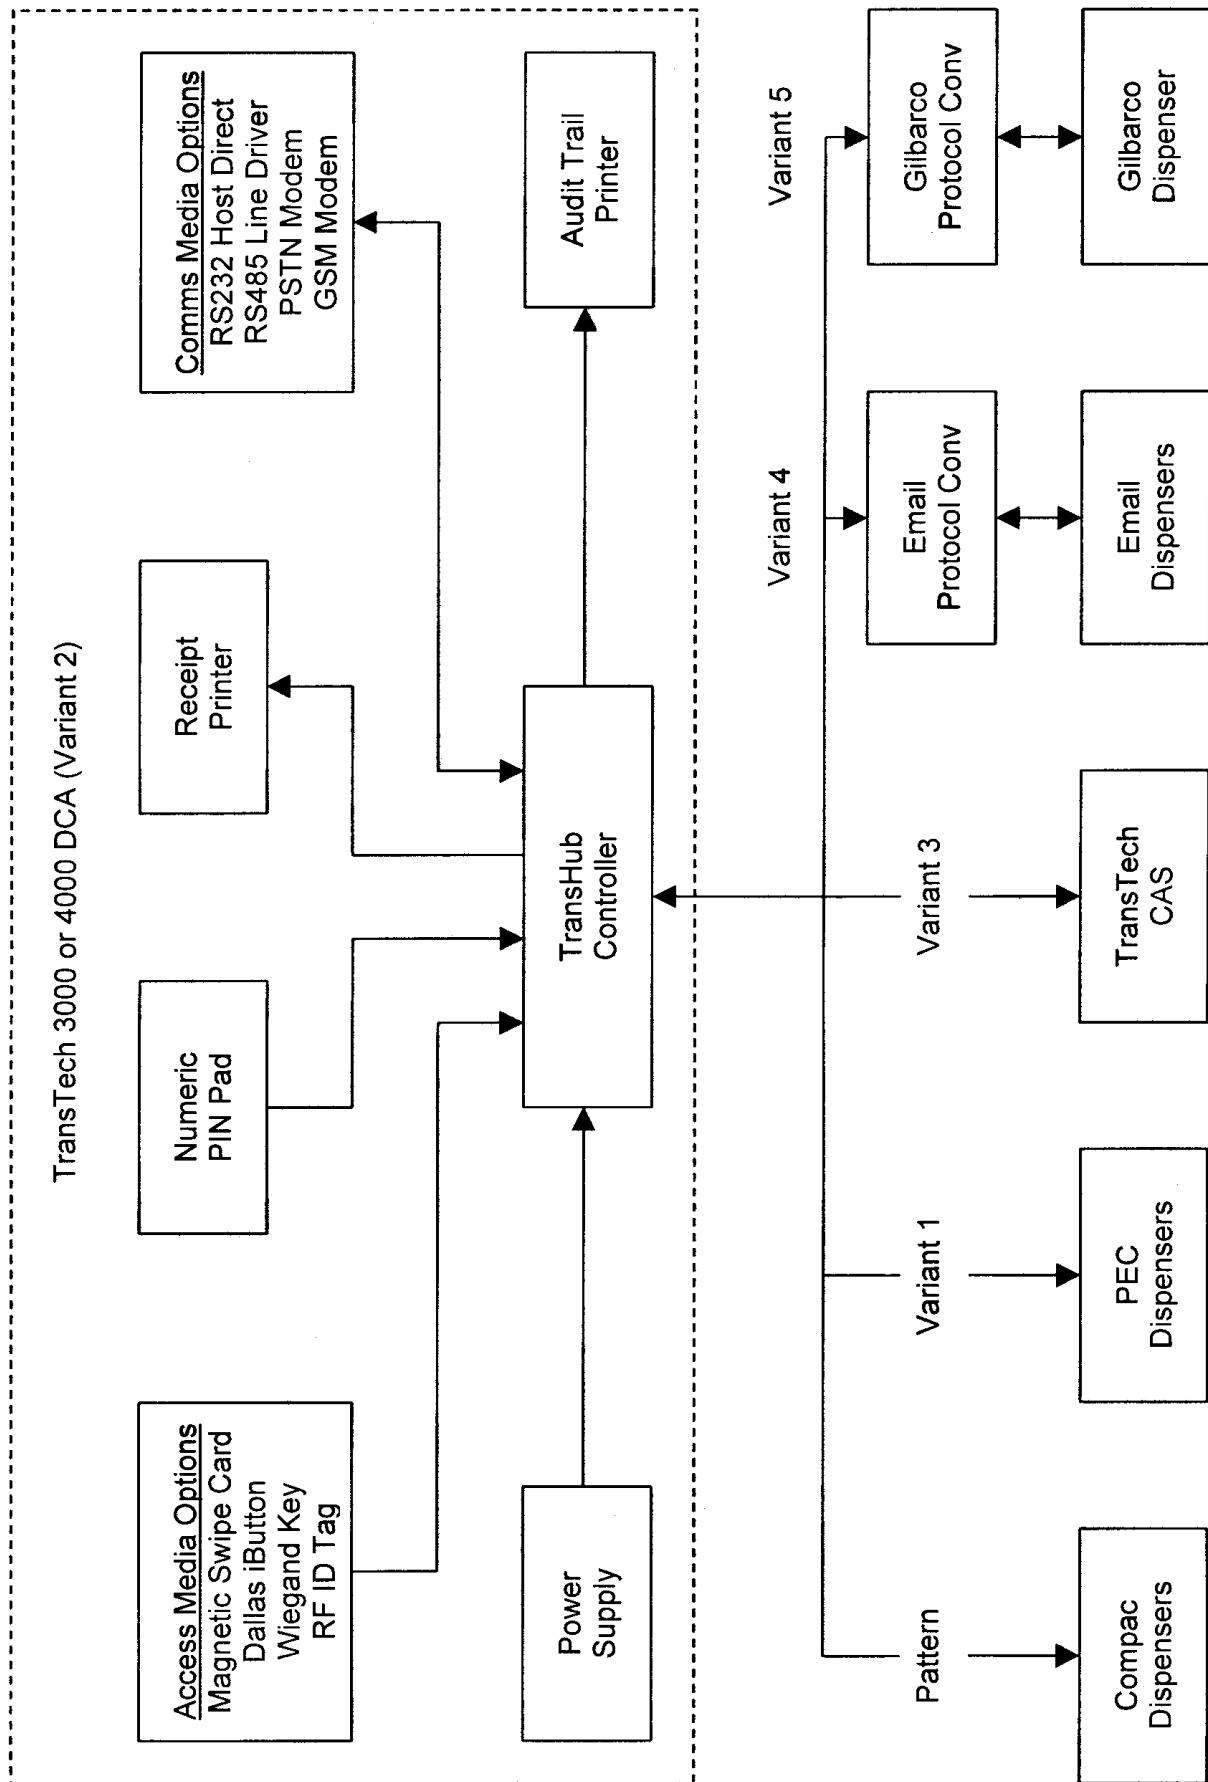 TransTech 3000 or 4000 DCA (Variant 2)
Access Media Options
Magnetic Swipe Card
Dallas iButton
Wiegand Key
RF ID Tag
Numeric
PIN Pad
Receipt
Printer
Comms Media Options
RS232 Host Direct
RS485 Line Driver
PSTN Modem
GSM Modem
Power
Supply
TransHub
Controller
Audit Trail
Printer
Variant 4
Variant 5
Pattern
Variant 1
Variant 3
Email
Protocol Conv
Gilbarco
Protocol Conv
Compac
Dispensers
PEC
Dispensers
TransTech
CAS
Email
Dispensers
Gilbarco
Dispenser